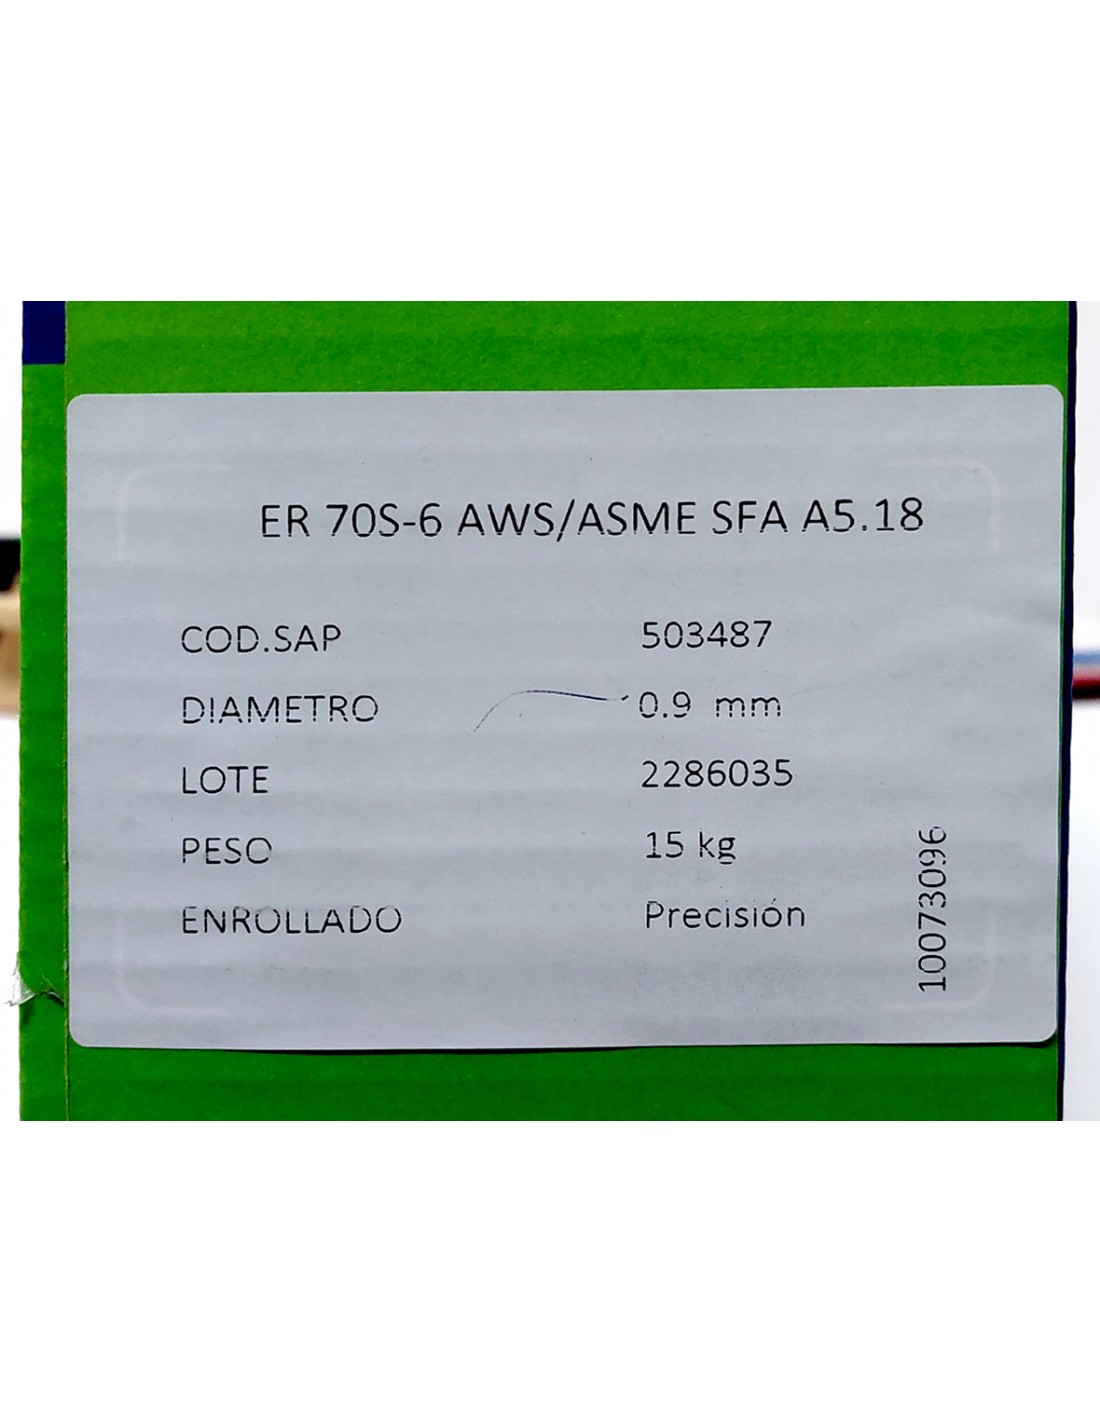 ER 70S-6 AWS/ASME SFA A5.18
COD.SAP 503487
DIAMETRO 0.9 mm
LOTE 2286035
PESO 15 kg
ENROLLADO Precisión
10073096